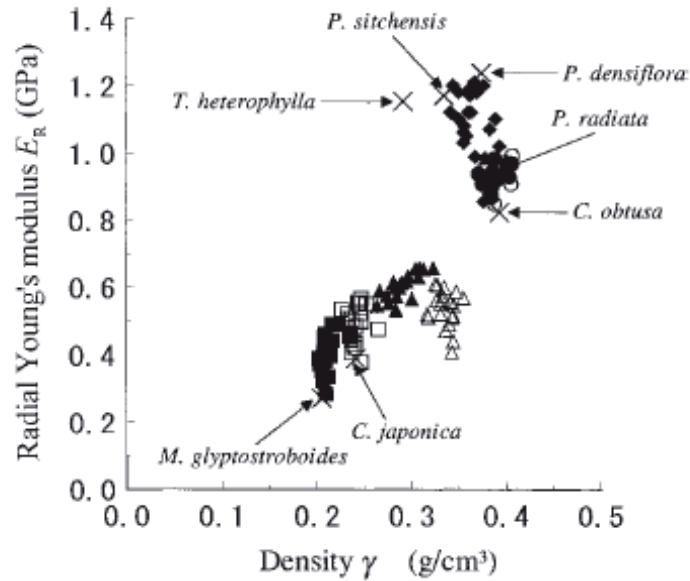 Radial Young's modulus E_R (GPa)
1.4
1.2
1.0
0.8
0.6
0.4
0.2
0.0
P. sitchensis
P. densiflora
T. heterophylla
P. radiata
C. obtusa
C. japonica
M. glyptostroboides
0.0 0.1 0.2 0.3 0.4 0.5
Density γ (g/cm³)